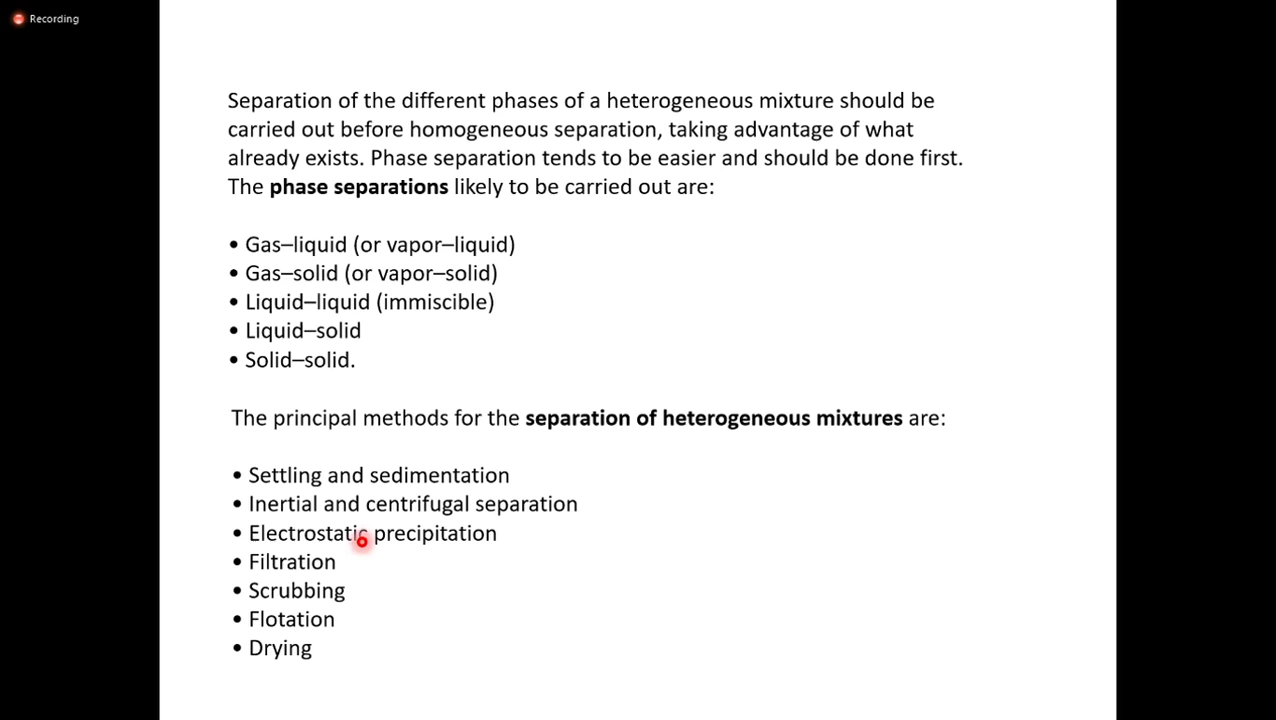 Recording
Separation of the different phases of a heterogeneous mixture should be
carried out before homogeneous separation, taking advantage of what
already exists. Phase separation tends to be easier and should be done first.
The phase separations likely to be carried out are:
• Gas–liquid (or vapor–liquid)
• Gas–solid (or vapor–solid)
• Liquid–liquid (immiscible)
• Liquid–solid
• Solid–solid.
The principal methods for the separation of heterogeneous mixtures are:
• Settling and sedimentation
• Inertial and centrifugal separation
• Electrostatic precipitation
• Filtration
• Scrubbing
• Flotation
• Drying